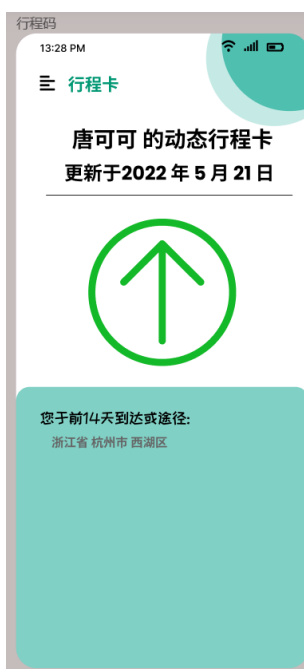 行程码
13:28 PM
行程卡
唐可可 的动态行程卡
更新于2022 年 5 月 21 日
您于前14天到达或途径:
浙江省 杭州市 西湖区